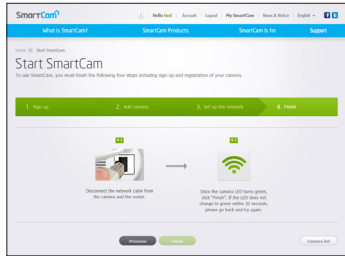 SmartCam
Hello test Account Logout My SmartCam News & Notice English
What is SmartCam? SmartCam Products SmartCam is for Support
Home Start SmartCam
Start SmartCam
To use SmartCam, you must finish the following four steps including sign up and registration of your camera.
1. Sign up 2. Add camera 3. Set up the network 4. Finish
4-1 4-2
Disconnect the network cable from
the camera and the router.
Once the camera LED turns green,
click "Finish". If the LED does not
change to green within 30 seconds,
please go back and try again.
Previous Finish Camera list